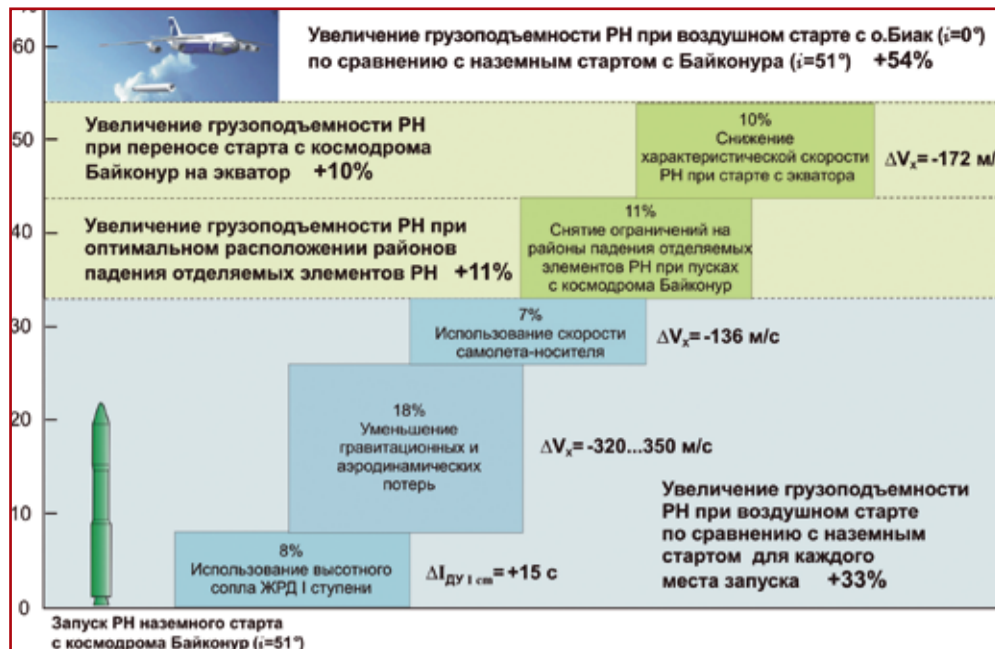 60
Увеличение грузоподъемности РН при воздушном старте с о.Биак (i=0°)
по сравнению с наземным стартом с Байконура (i=51°) +54%
50
Увеличение грузоподъемности РН
при переносе старта с космодрома
Байконур на экватор +10%
10%
Снижение
характеристической скорости
РН при старте с экватора
ΔVx= -172 м/
40
Увеличение грузоподъемности РН при
оптимальном расположении районов
падения отделяемых элементов РН +11%
11%
Снятие ограничений на
районы падения отделяемых
элементов РН при пусках
с космодрома Байконур
30
7%
Использование скорости
самолета-носителя
ΔVx= -136 м/с
20
18%
Уменьшение
гравитационных и
аэродинамических
потерь
ΔVx= -320...350 м/с
10
Увеличение грузоподъемности
РН при воздушном старте
по сравнению с наземным
стартом для каждого
места запуска +33%
8%
Использование высотного
сопла ЖРД I ступени
ΔIДУ I ст= +15 с
0
Запуск РН наземного старта
с космодрома Байконур (i=51°)